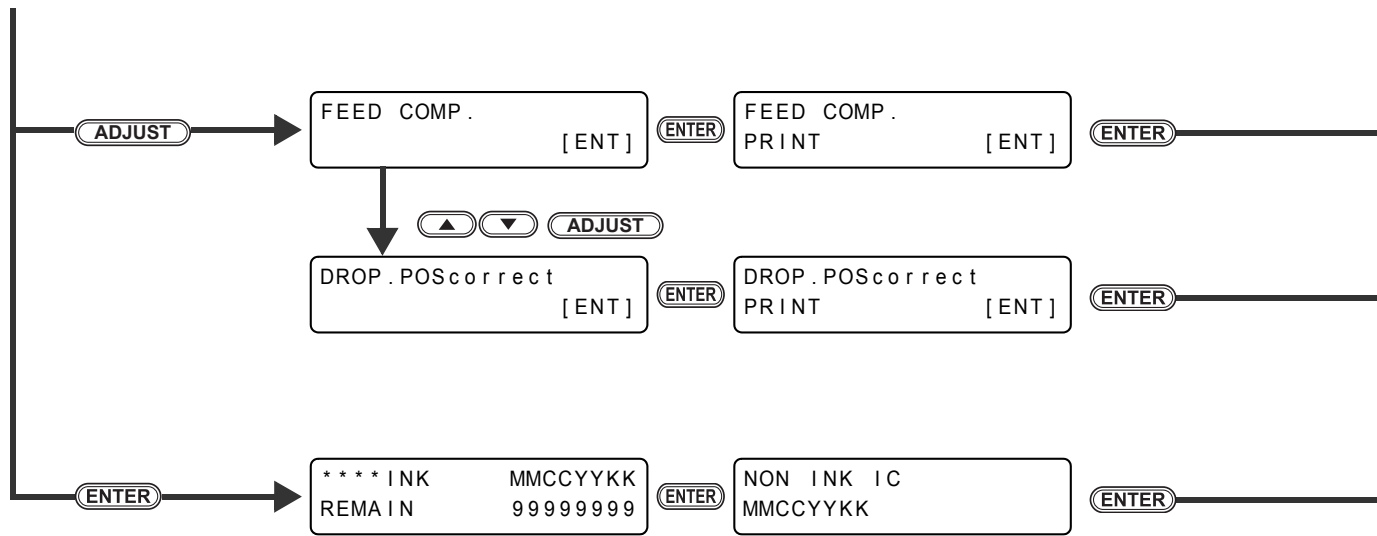 ADJUST
FEED COMP.
[ENT]
ENTER
FEED COMP.
PRINT [ENT]
ENTER
ADJUST
DROP.POScorrect
[ENT]
ENTER
DROP.POScorrect
PRINT [ENT]
ENTER
ENTER
****INK MMCCYYKK
REMAIN 99999999
ENTER
NON INK IC
MMCCYYKK
ENTER